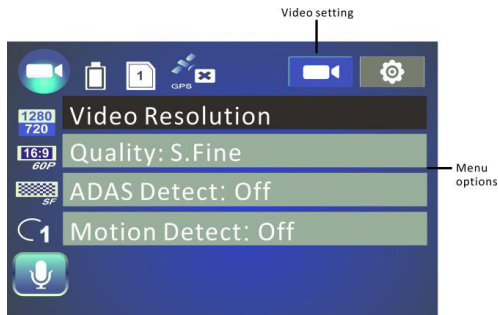 Video setting
1
GPS
1280
720
Video Resolution
16:9
60P
Quality: S.Fine
Menu
options
SF
ADAS Detect: Off
1
Motion Detect: Off